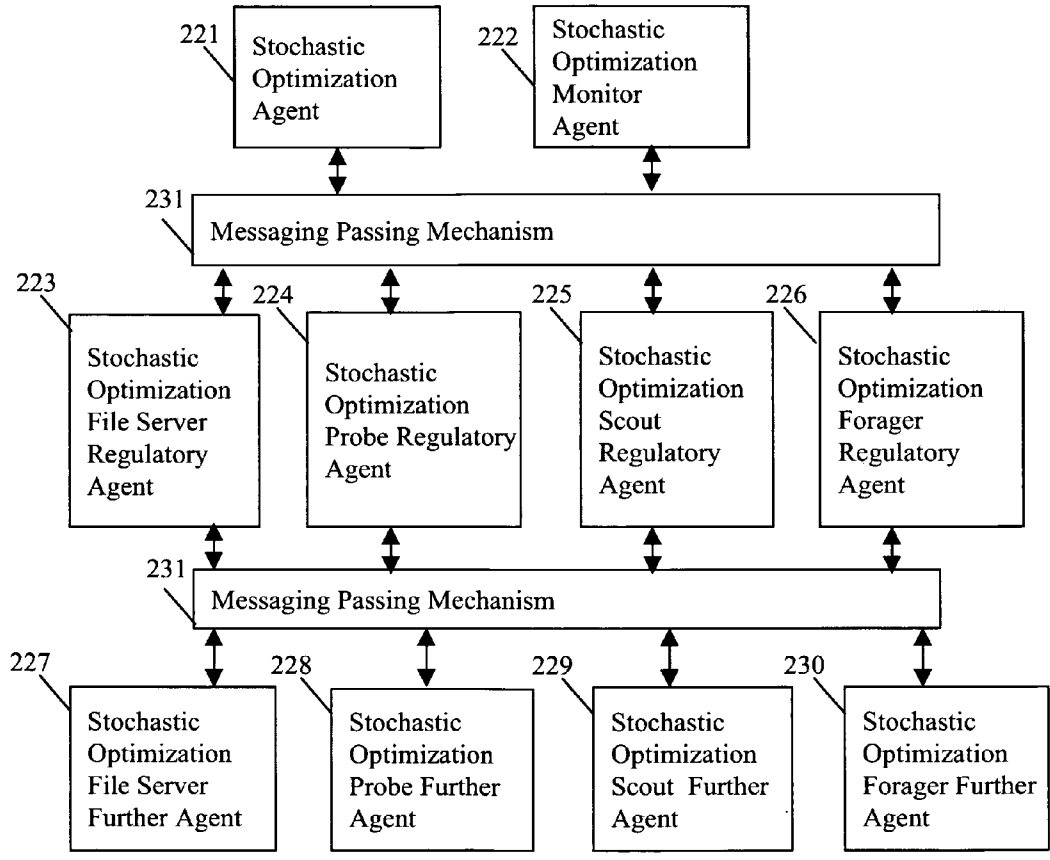 221
Stochastic
Optimization
Agent
222
Stochastic
Optimization
Monitor
Agent
231
Messaging Passing Mechanism
223
Stochastic
Optimization
File Server
Regulatory
Agent
224
Stochastic
Optimization
Probe Regulatory
Agent
225
Stochastic
Optimization
Scout
Regulatory
Agent
226
Stochastic
Optimization
Forager
Regulatory
Agent
231
Messaging Passing Mechanism
227
Stochastic
Optimization
File Server
Further Agent
228
Stochastic
Optimization
Probe Further
Agent
229
Stochastic
Optimization
Scout Further
Agent
230
Stochastic
Optimization
Forager Further
Agent